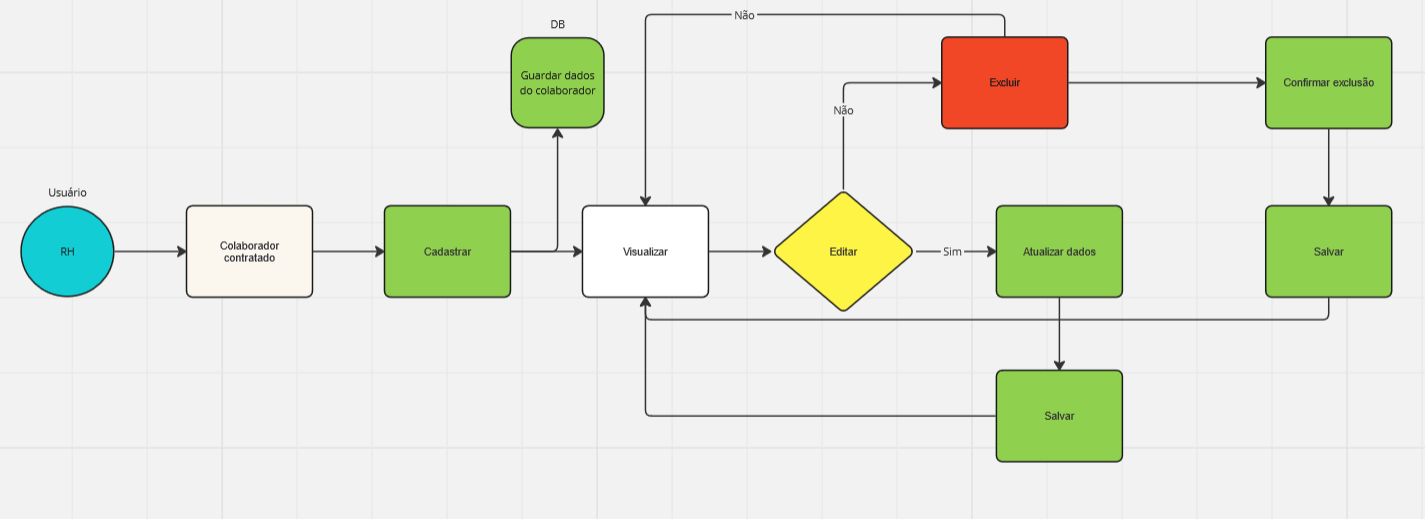 DB
Não
Guardar dados
do colaborador
Excluir
Confirmar exclusão
Não
Usuário
RH
Colaborador
contratado
Cadastrar
Visualizar
Editar
Sim
Atualizar dados
Salvar
Salvar